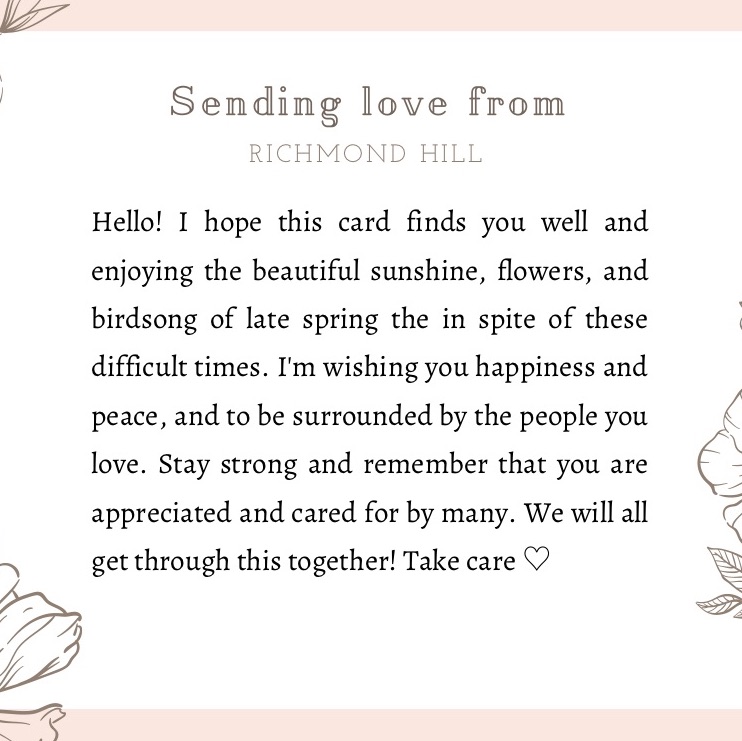 Sending love from
RICHMOND HILL
Hello! I hope this card finds you well and
enjoying the beautiful sunshine, flowers, and
birdsong of late spring the in spite of these
difficult times. I'm wishing you happiness and
peace, and to be surrounded by the people you
love. Stay strong and remember that you are
appreciated and cared for by many. We will all
get through this together! Take care ♡